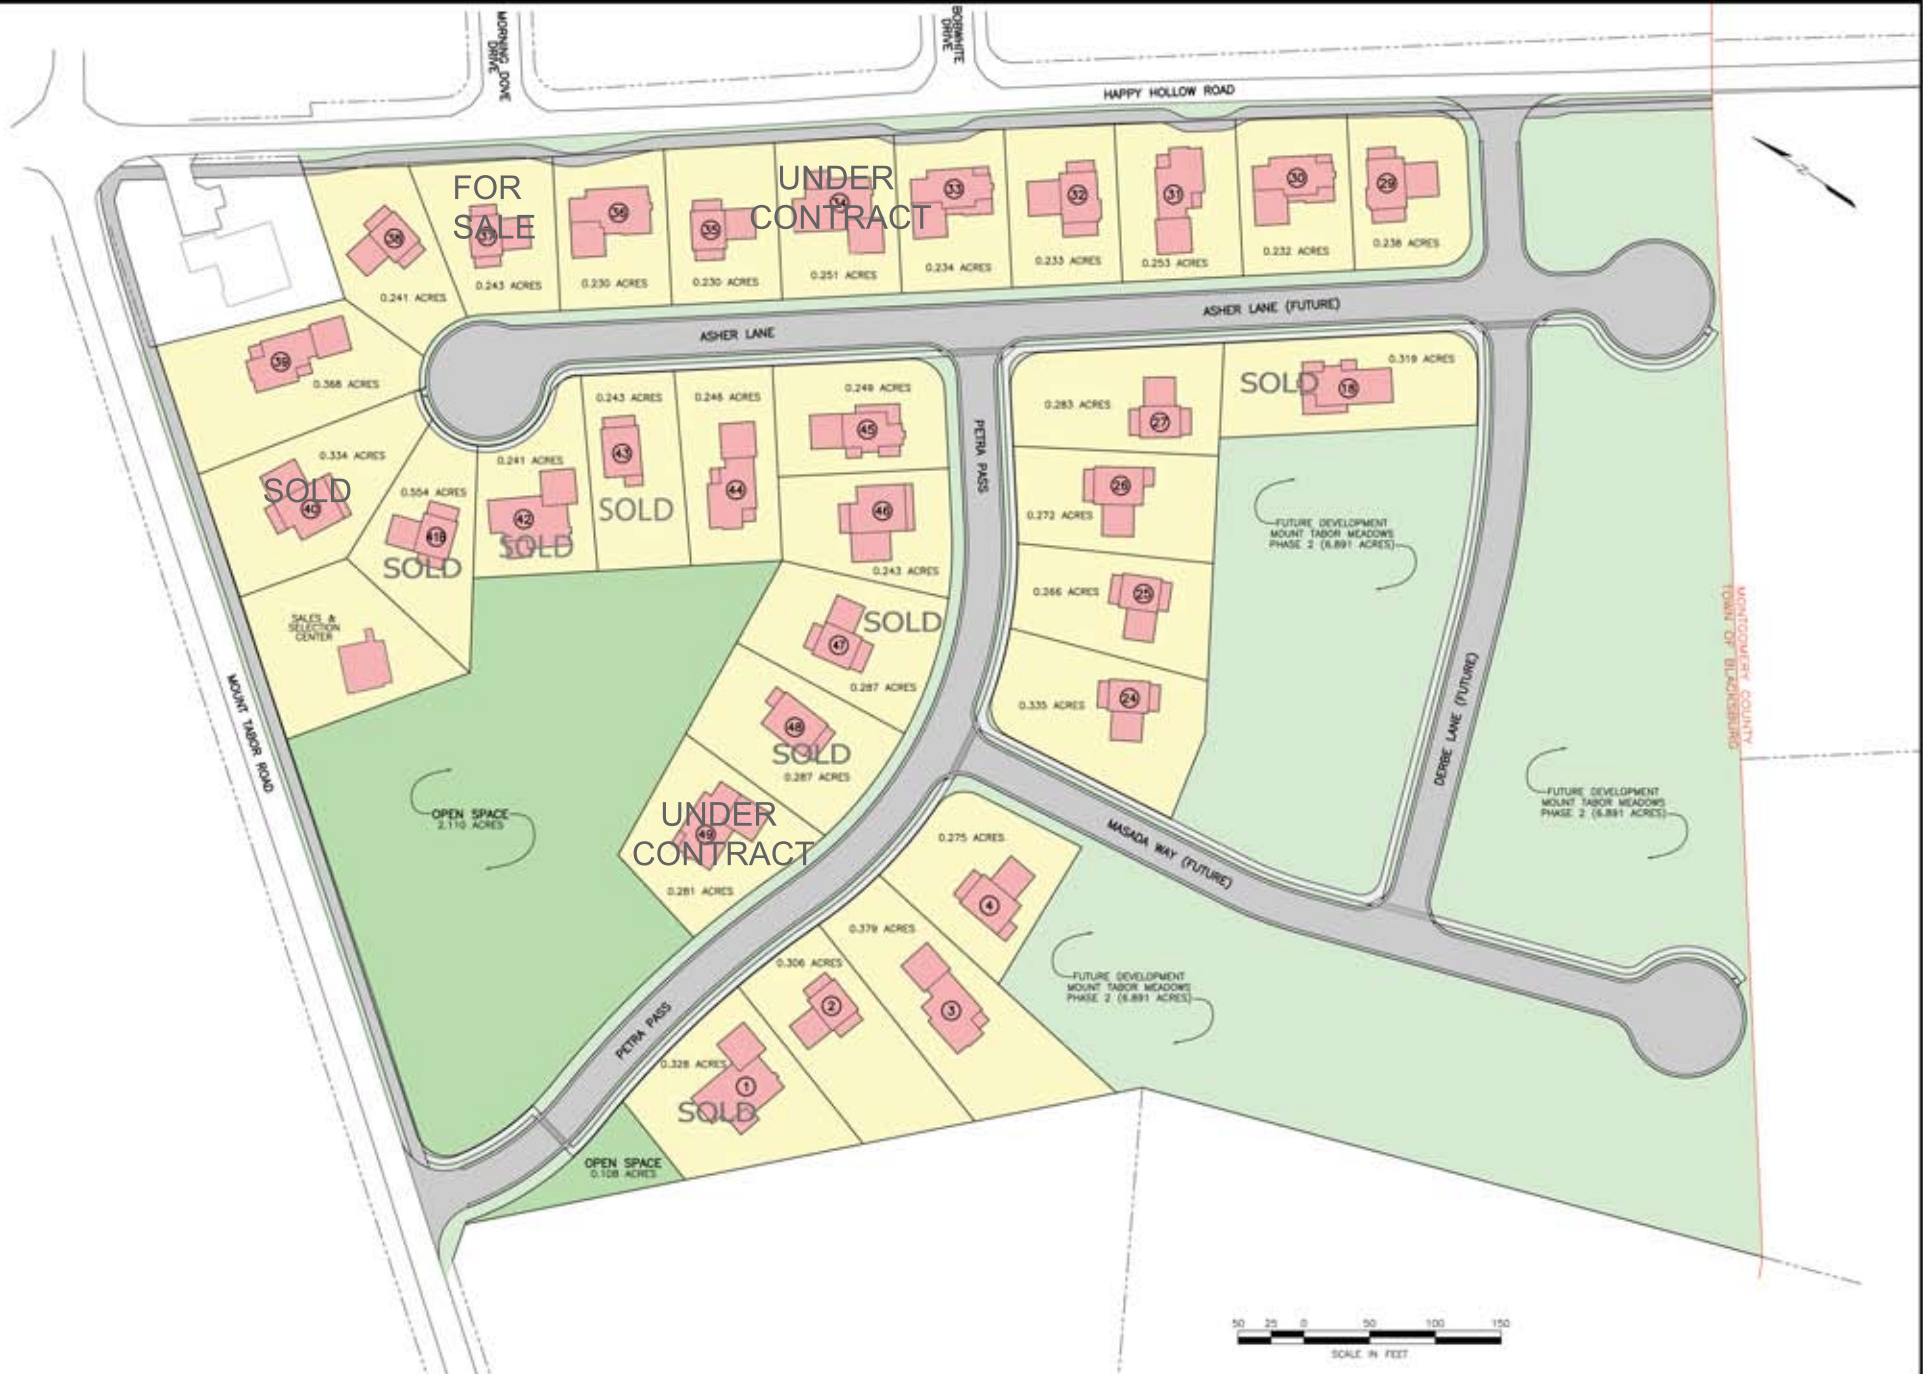 MORNING DOVE
DRIVE
BOBWHITE
DRIVE
HAPPY HOLLOW ROAD
N
38
0.241 ACRES
FOR
SALE
37
0.243 ACRES
36
0.230 ACRES
35
0.230 ACRES
UNDER
CONTRACT
34
0.251 ACRES
33
0.234 ACRES
32
0.233 ACRES
31
0.253 ACRES
30
0.232 ACRES
29
0.238 ACRES
ASHER LANE
ASHER LANE (FUTURE)
39
0.368 ACRES
0.334 ACRES
SOLD
40
0.554 ACRES
41B
SOLD
0.241 ACRES
42
SOLD
0.243 ACRES
43
SOLD
0.246 ACRES
44
0.249 ACRES
45
46
0.243 ACRES
PETRA PASS
0.283 ACRES
27
SOLD
0.319 ACRES
26
0.272 ACRES
0.266 ACRES
25
0.335 ACRES
24
FUTURE DEVELOPMENT
MOUNT TABOR MEADOWS
PHASE 2 (6.891 ACRES)
SALES &
SELECTION
CENTER
SOLD
47
0.287 ACRES
48
SOLD
0.287 ACRES
UNDER
49
CONTRACT
0.281 ACRES
MOUNT TABOR ROAD
OPEN SPACE
2.110 ACRES
DERBE LANE (FUTURE)
MONTGOMERY COUNTY
TOWN OF BLACKSBURG
FUTURE DEVELOPMENT
MOUNT TABOR MEADOWS
PHASE 2 (6.891 ACRES)
MASADA WAY (FUTURE)
0.275 ACRES
4
0.379 ACRES
3
0.306 ACRES
2
FUTURE DEVELOPMENT
MOUNT TABOR MEADOWS
PHASE 2 (6.891 ACRES)
PETRA PASS
0.328 ACRES
1
SOLD
OPEN SPACE
0.108 ACRES
50 25 0 50 100 150
SCALE IN FEET